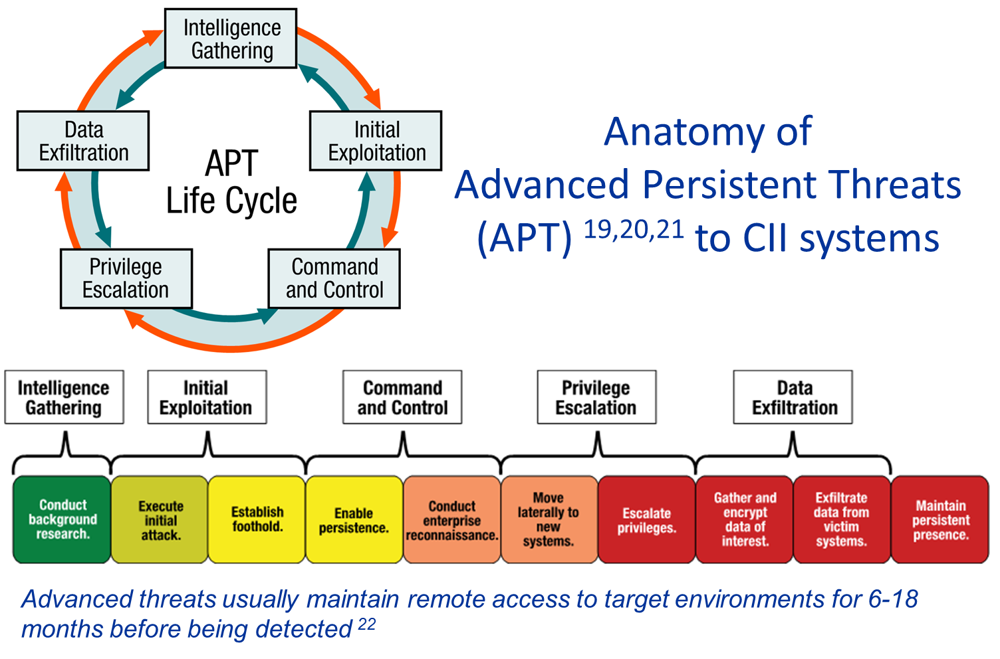 Intelligence
Gathering
Data
Exfiltration
Initial
Exploitation
APT
Life Cycle
Privilege
Escalation
Command
and Control
Anatomy of
Advanced Persistent Threats
(APT) 19,20,21 to CII systems
Intelligence
Gathering
Initial
Exploitation
Command
and Control
Privilege
Escalation
Data
Exfiltration
Conduct
background
research.
Execute
initial
attack.
Establish
foothold.
Enable
persistence.
Conduct
enterprise
reconnaissance.
Move
laterally to
new
systems.
Escalate
privileges.
Gather and
encrypt
data of
interest.
Exfiltrate
data from
victim
systems.
Maintain
persistent
presence.
Advanced threats usually maintain remote access to target environments for 6-18
months before being detected 22